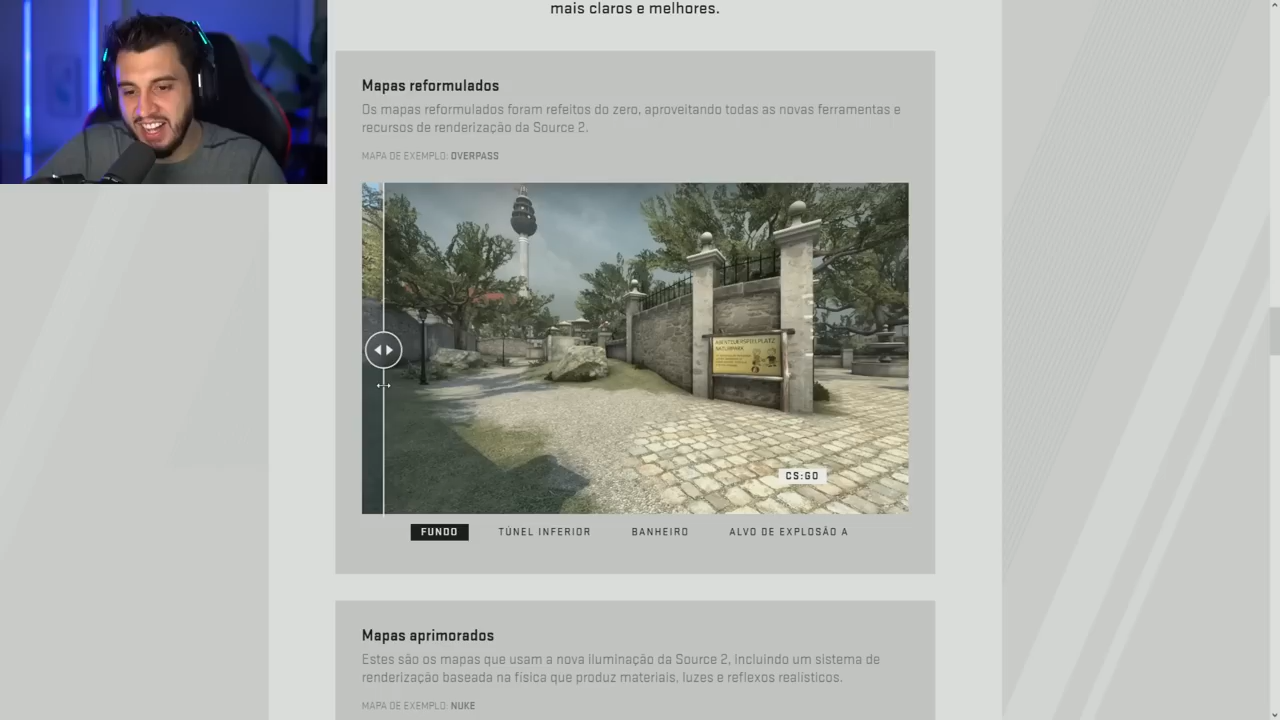 mais claros e melhores.
Mapas reformulados
Os mapas reformulados foram refeitos do zero, aproveitando todas as novas ferramentas e
recursos de renderização da Source 2.
MAPA DE EXEMPLO: OVERPASS
ABENTEUERSPIELPLATZ
CS:GO
FUNDO
TÚNEL INFERIOR
BANHEIRO
ALVO DE EXPLOSÃO A
Mapas aprimorados
Estes são os mapas que usam a nova iluminação da Source 2, incluindo um sistema de
renderização baseada na física que produz materiais, luzes e reflexos realísticos.
MAPA DE EXEMPLO: NUKE